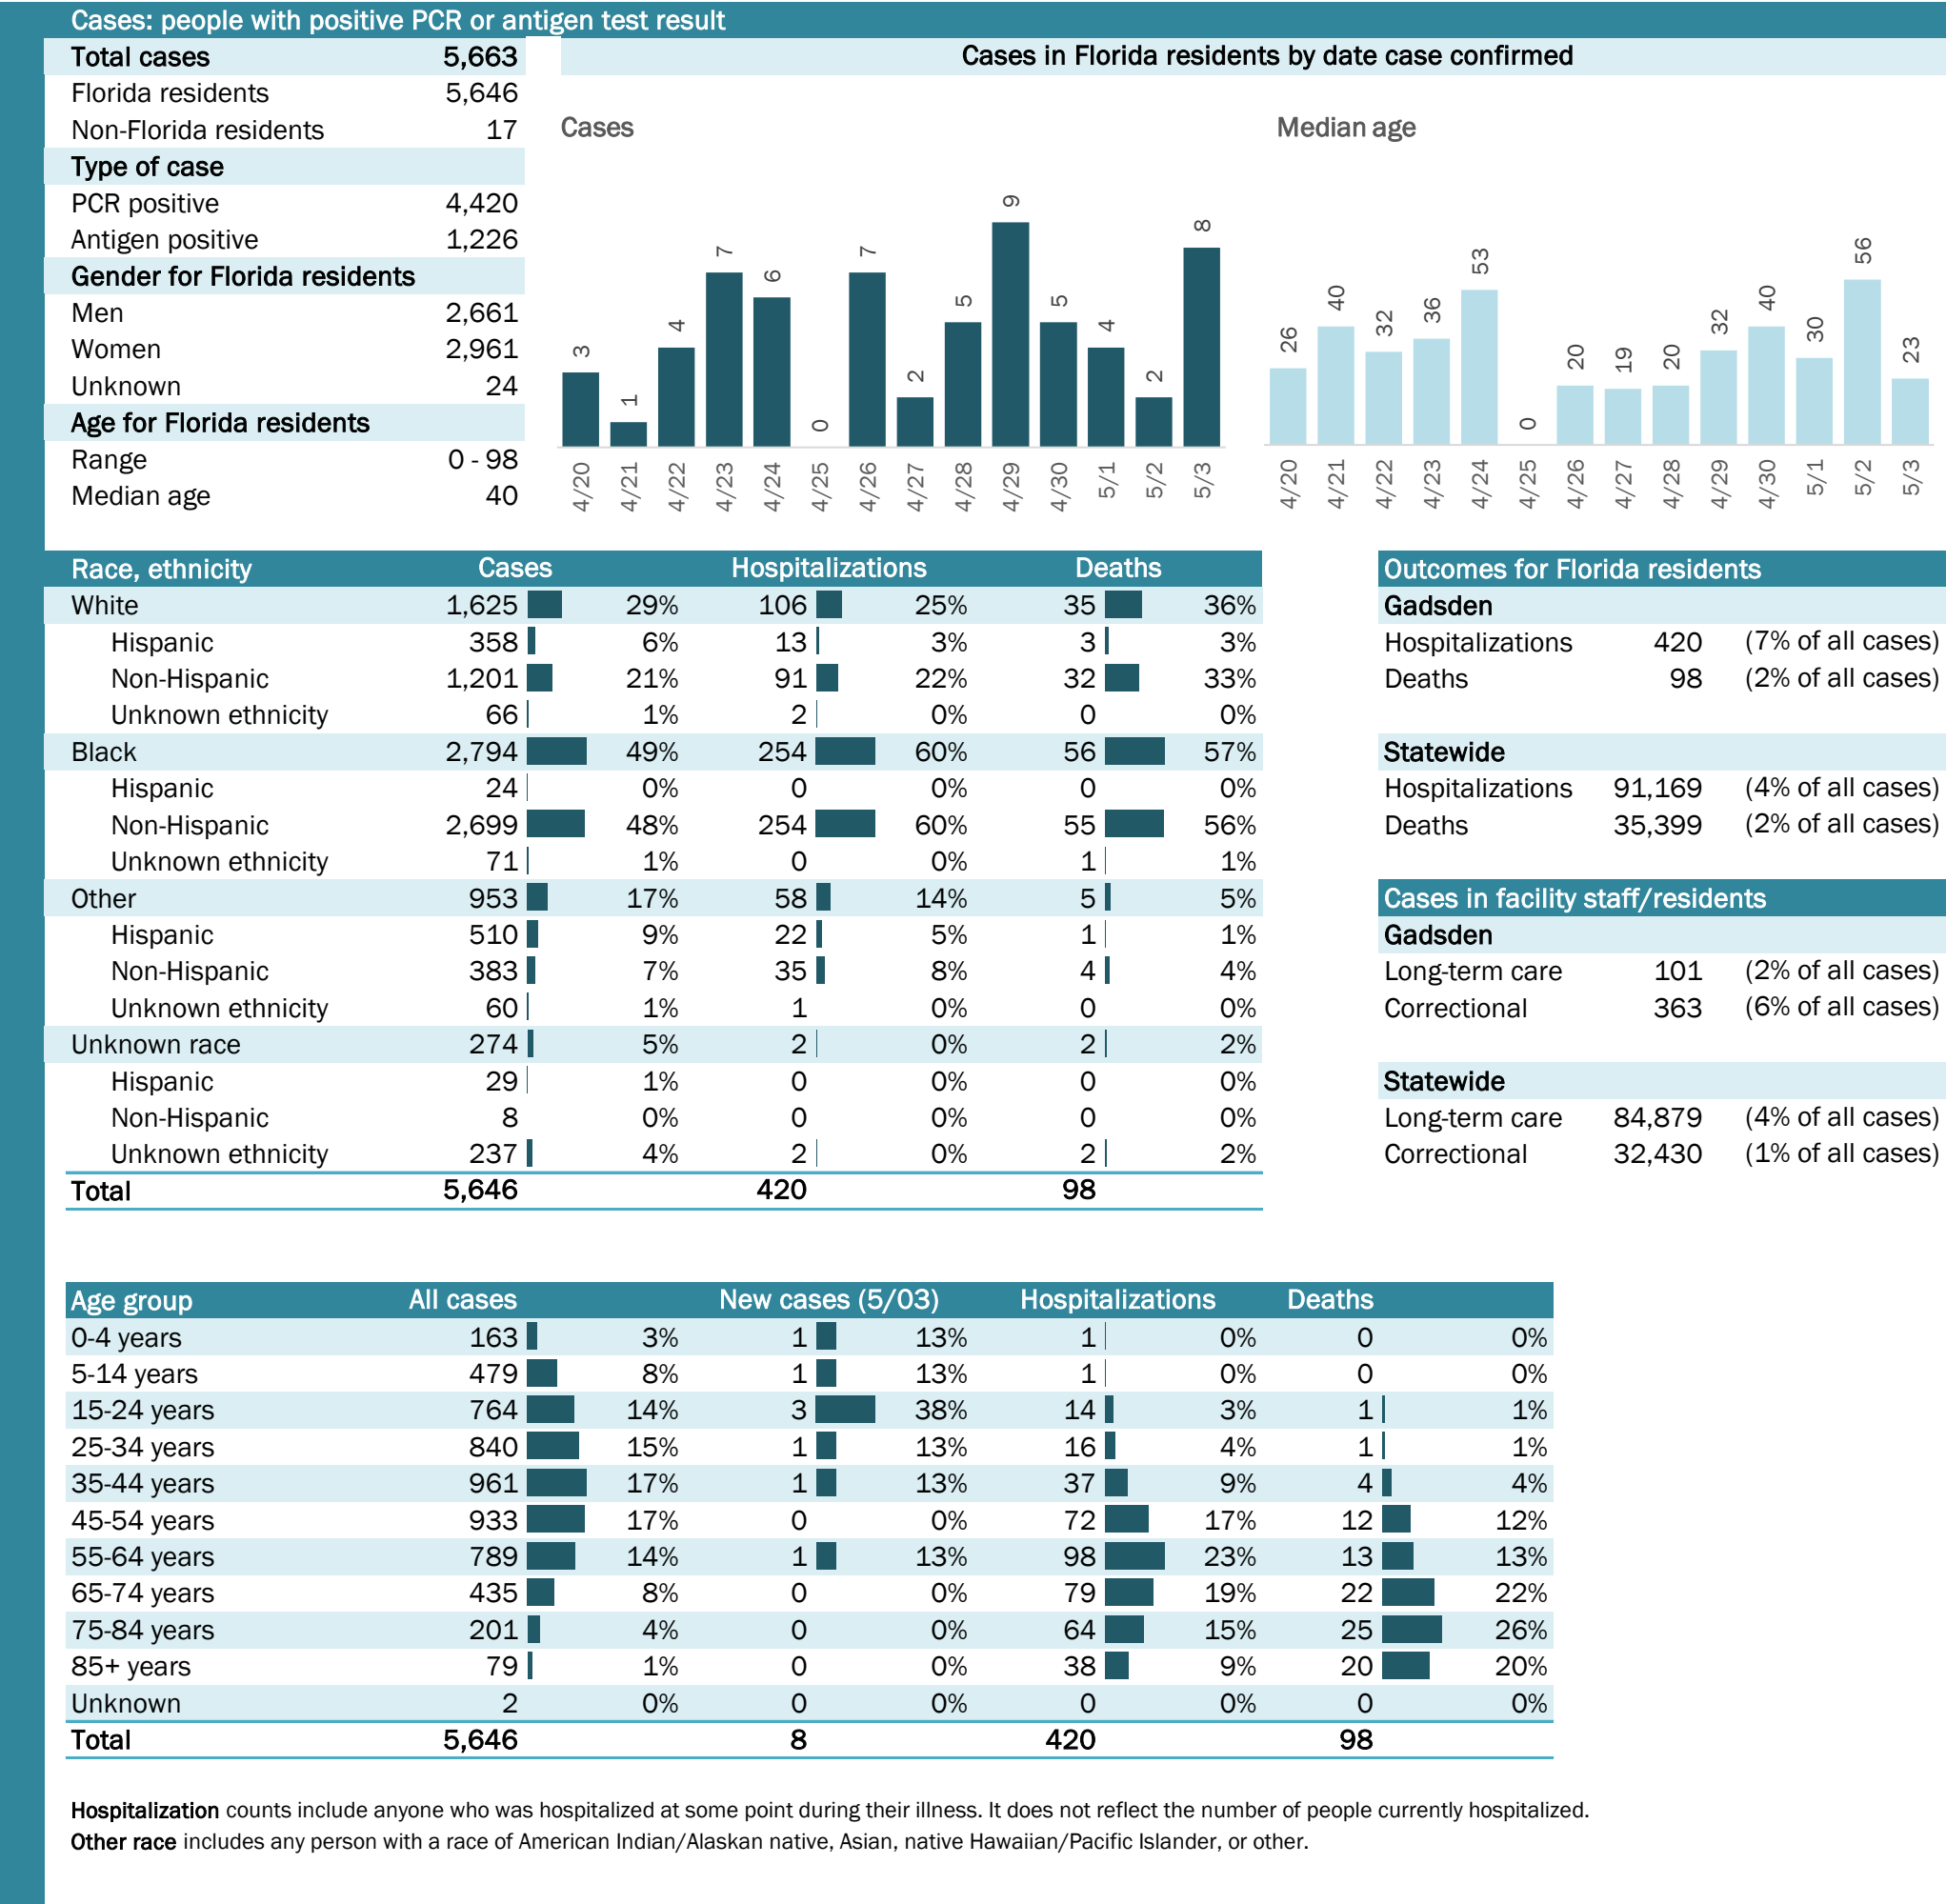 Cases: people with positive PCR or antigen test result
Total cases 5,663
Florida residents 5,646
Non-Florida residents 17
Type of case
PCR positive 4,420
Antigen positive 1,226
Gender for Florida residents
Men 2,661
Women 2,961
Unknown 24
Age for Florida residents
Range 0 - 98
Median age 40
Cases in Florida residents by date case confirmed
Cases
3 1 4 7 6 0 7 2 5 9 5 4 2 8
4/20 4/21 4/22 4/23 4/24 4/25 4/26 4/27 4/28 4/29 4/30 5/1 5/2 5/3
Median age
26 40 32 36 53 0 20 19 20 32 40 30 56 23
4/20 4/21 4/22 4/23 4/24 4/25 4/26 4/27 4/28 4/29 4/30 5/1 5/2 5/3
Race, ethnicity Cases Hospitalizations Deaths
White 1,625 29% 106 25% 35 36%
Hispanic 358 6% 13 3% 3 3%
Non-Hispanic 1,201 21% 91 22% 32 33%
Unknown ethnicity 66 1% 2 0% 0 0%
Black 2,794 49% 254 60% 56 57%
Hispanic 24 0% 0 0% 0 0%
Non-Hispanic 2,699 48% 254 60% 55 56%
Unknown ethnicity 71 1% 0 0% 1 1%
Other 953 17% 58 14% 5 5%
Hispanic 510 9% 22 5% 1 1%
Non-Hispanic 383 7% 35 8% 4 4%
Unknown ethnicity 60 1% 1 0% 0 0%
Unknown race 274 5% 2 0% 2 2%
Hispanic 29 1% 0 0% 0 0%
Non-Hispanic 8 0% 0 0% 0 0%
Unknown ethnicity 237 4% 2 0% 2 2%
Total 5,646 420 98
Outcomes for Florida residents
Gadsden
Hospitalizations 420 (7% of all cases)
Deaths 98 (2% of all cases)
Statewide
Hospitalizations 91,169 (4% of all cases)
Deaths 35,399 (2% of all cases)
Cases in facility staff/residents
Gadsden
Long-term care 101 (2% of all cases)
Correctional 363 (6% of all cases)
Statewide
Long-term care 84,879 (4% of all cases)
Correctional 32,430 (1% of all cases)
Age group All cases New cases (5/03) Hospitalizations Deaths
0-4 years 163 3% 1 13% 1 0% 0 0%
5-14 years 479 8% 1 13% 1 0% 0 0%
15-24 years 764 14% 3 38% 14 3% 1 1%
25-34 years 840 15% 1 13% 16 4% 1 1%
35-44 years 961 17% 1 13% 37 9% 4 4%
45-54 years 933 17% 0 0% 72 17% 12 12%
55-64 years 789 14% 1 13% 98 23% 13 13%
65-74 years 435 8% 0 0% 79 19% 22 22%
75-84 years 201 4% 0 0% 64 15% 25 26%
85+ years 79 1% 0 0% 38 9% 20 20%
Unknown 2 0% 0 0% 0 0% 0 0%
Total 5,646 8 420 98
Hospitalization counts include anyone who was hospitalized at some point during their illness. It does not reflect the number of people currently hospitalized.
Other race includes any person with a race of American Indian/Alaskan native, Asian, native Hawaiian/Pacific Islander, or other.